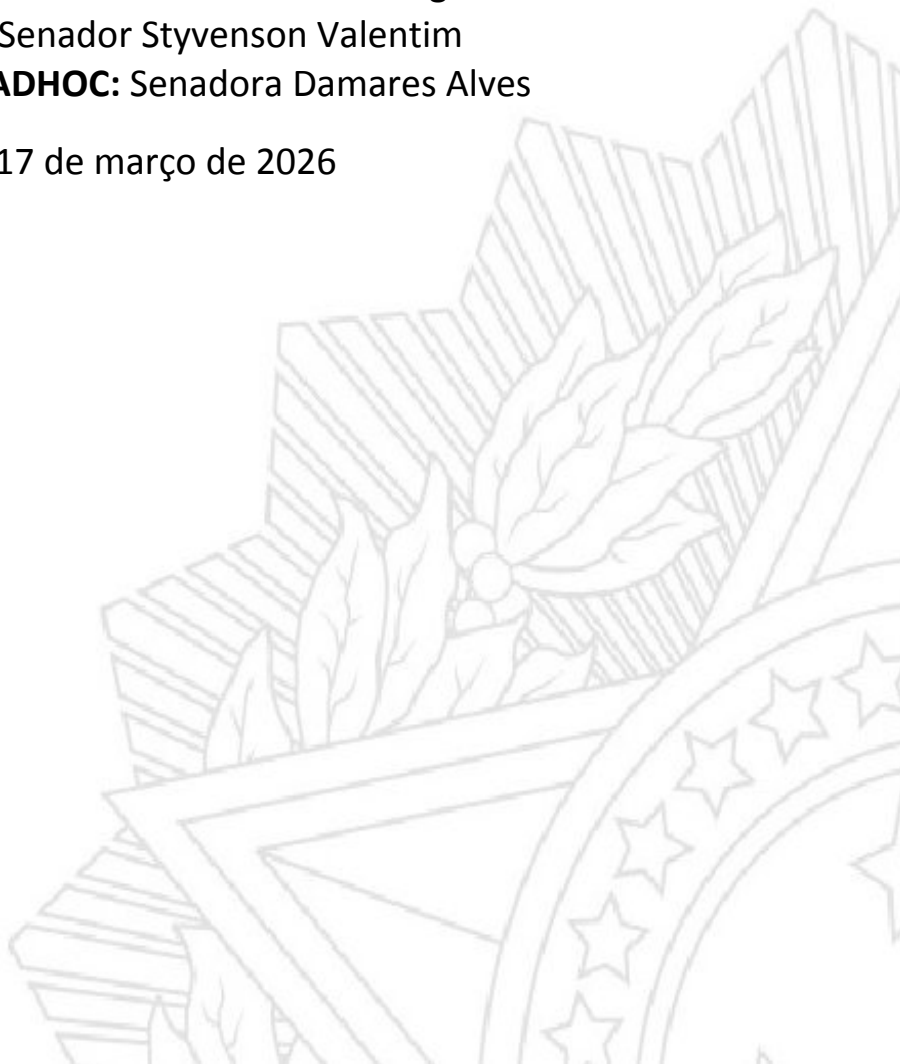 Senador Styvenson Valentim
ADHOC: Senadora Damares Alves
17 de março de 2026